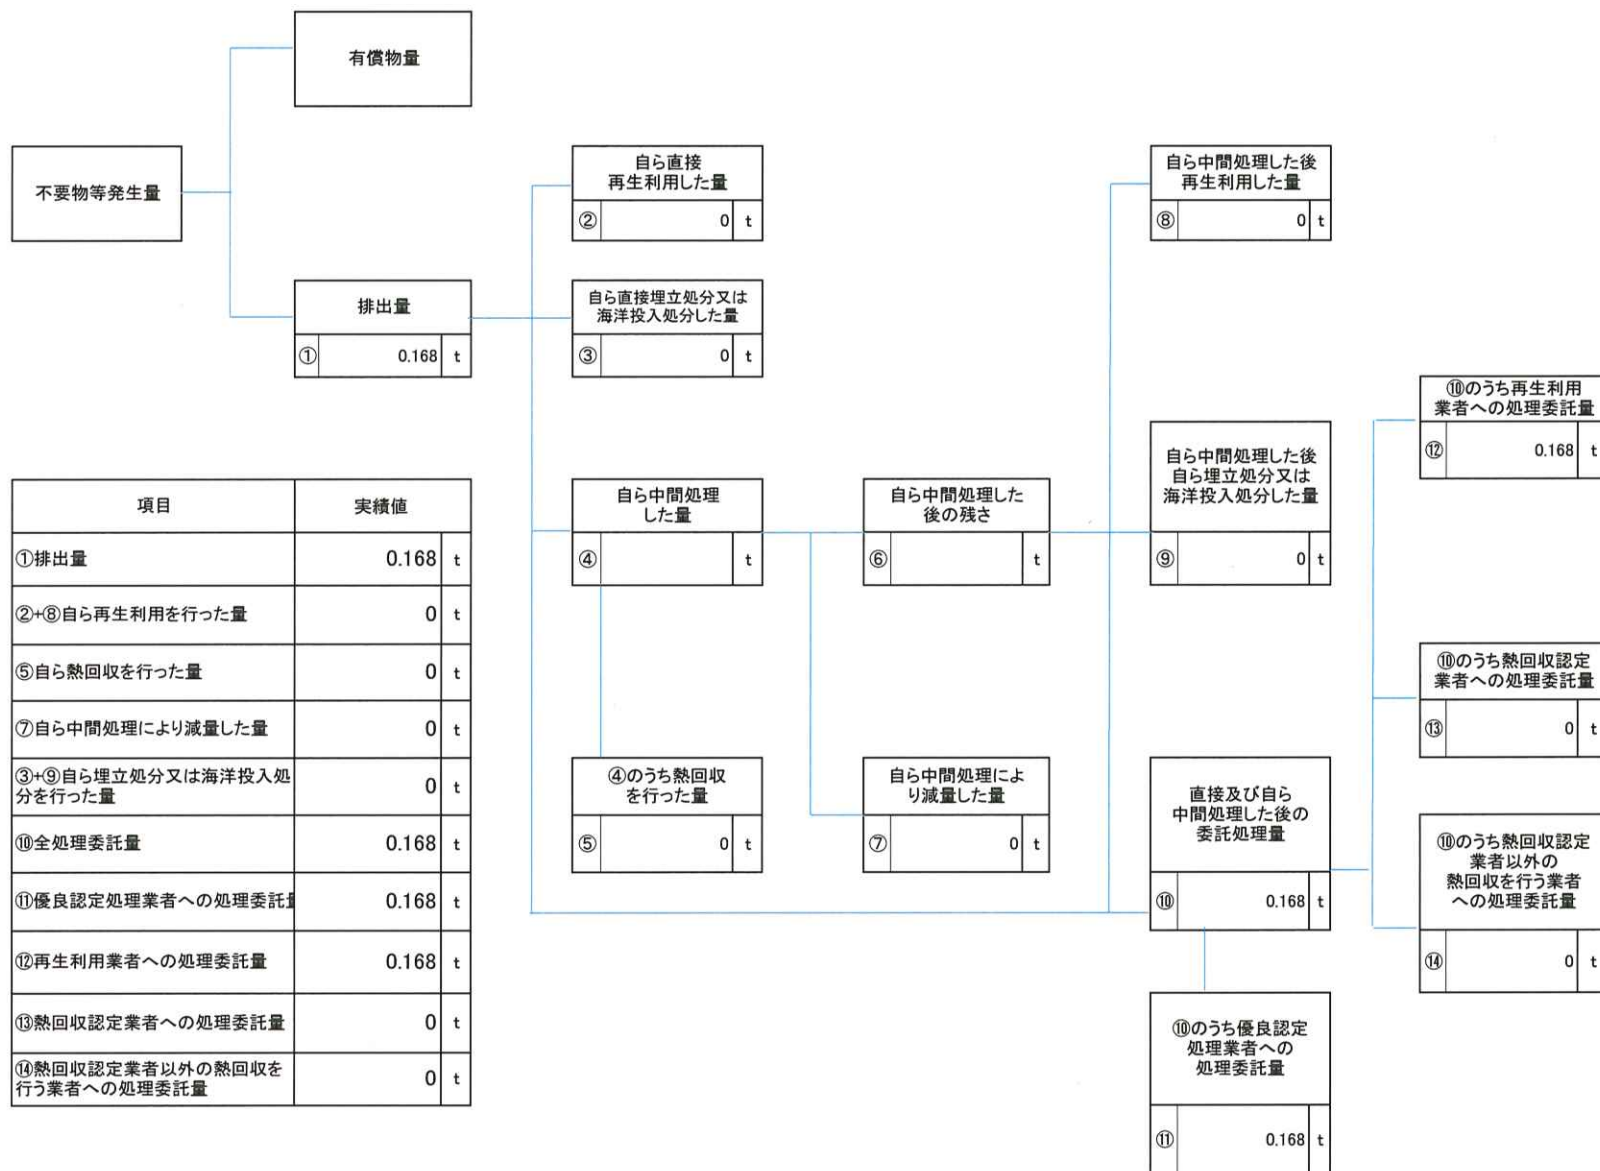 有償物量
不要物等発生量
排出量
① 0.168 t
自ら直接
再生利用した量
② 0 t
自ら直接埋立処分又は
海洋投入処分した量
③ 0 t
自ら中間処理
した量
④ t
④のうち熱回収
を行った量
⑤ 0 t
自ら中間処理した
後の残さ
⑥ t
自ら中間処理によ
り減量した量
⑦ 0 t
自ら中間処理した後
再生利用した量
⑧ 0 t
自ら中間処理した後
自ら埋立処分又は
海洋投入処分した量
⑨ 0 t
直接及び自ら
中間処理した後の
委託処理量
⑩ 0.168 t
⑩のうち優良認定
処理業者への
処理委託量
⑪ 0.168 t
⑩のうち再生利用
業者への処理委託量
⑫ 0.168 t
⑩のうち熱回収認定
業者への処理委託量
⑬ 0 t
⑩のうち熱回収認定
業者以外の
熱回収を行う業者
への処理委託量
⑭ 0 t
項目 実績値
①排出量 0.168 t
②+⑧自ら再生利用を行った量 0 t
⑤自ら熱回収を行った量 0 t
⑦自ら中間処理により減量した量 0 t
③+⑨自ら埋立処分又は海洋投入処
分を行った量 0 t
⑩全処理委託量 0.168 t
⑪優良認定処理業者への処理委託量 0.168 t
⑫再生利用業者への処理委託量 0.168 t
⑬熱回収認定業者への処理委託量 0 t
⑭熱回収認定業者以外の熱回収を
行う業者への処理委託量 0 t